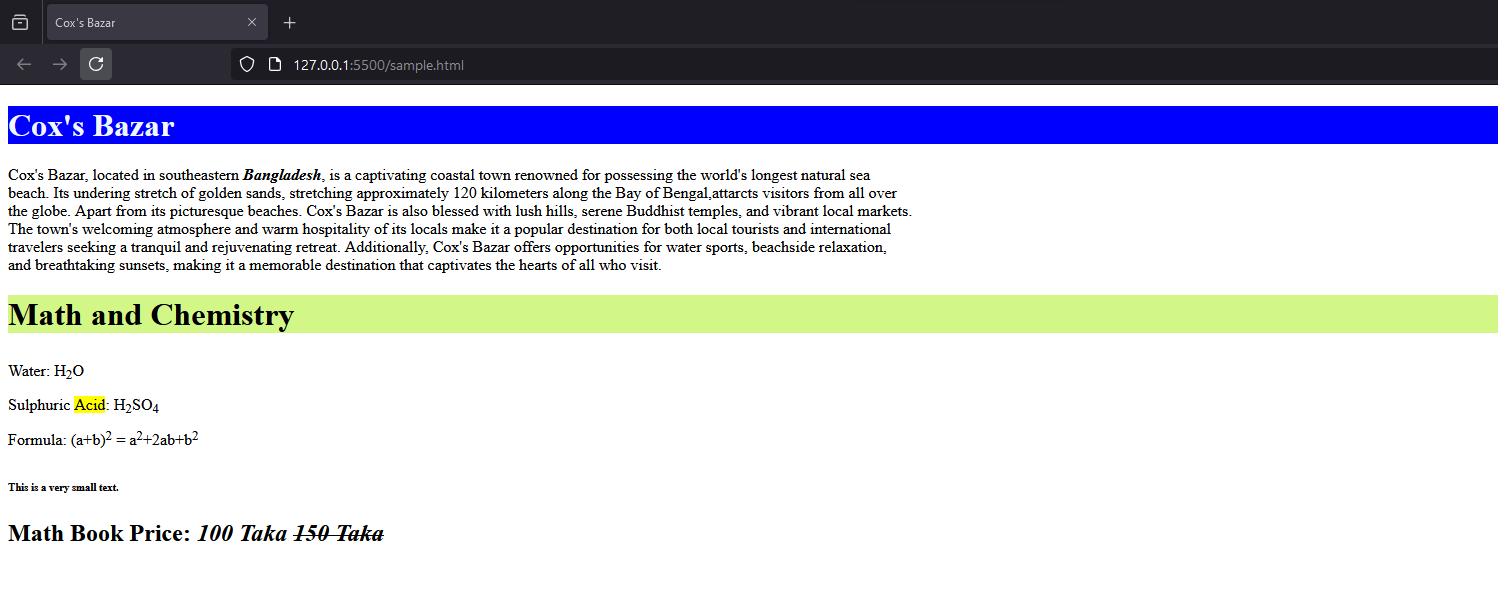 Cox's Bazar
127.0.0.1:5500/sample.html
Cox's Bazar
Cox's Bazar, located in southeastern Bangladesh, is a captivating coastal town renowned for possessing the world's longest natural sea
beach. Its undering stretch of golden sands, stretching approximately 120 kilometers along the Bay of Bengal,attarcts visitors from all over
the globe. Apart from its picturesque beaches. Cox's Bazar is also blessed with lush hills, serene Buddhist temples, and vibrant local markets.
The town's welcoming atmosphere and warm hospitality of its locals make it a popular destination for both local tourists and international
travelers seeking a tranquil and rejuvenating retreat. Additionally, Cox's Bazar offers opportunities for water sports, beachside relaxation,
and breathtaking sunsets, making it a memorable destination that captivates the hearts of all who visit.
Math and Chemistry
Water: H₂O
Sulphuric Acid: H₂SO₄
Formula: (a+b)² = a²+2ab+b²
This is a very small text.
Math Book Price: 100 Taka 150 Taka